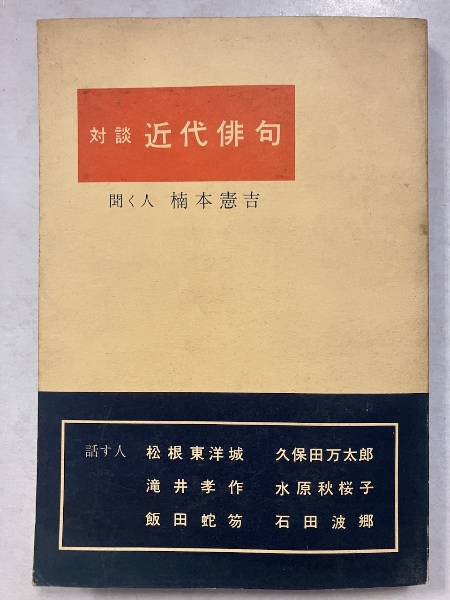 対談 近代俳句
聞く人 楠本憲吉
話す人 松根東洋城 久保田万太郎
滝井孝作 水原秋桜子
飯田蛇笏 石田波郷